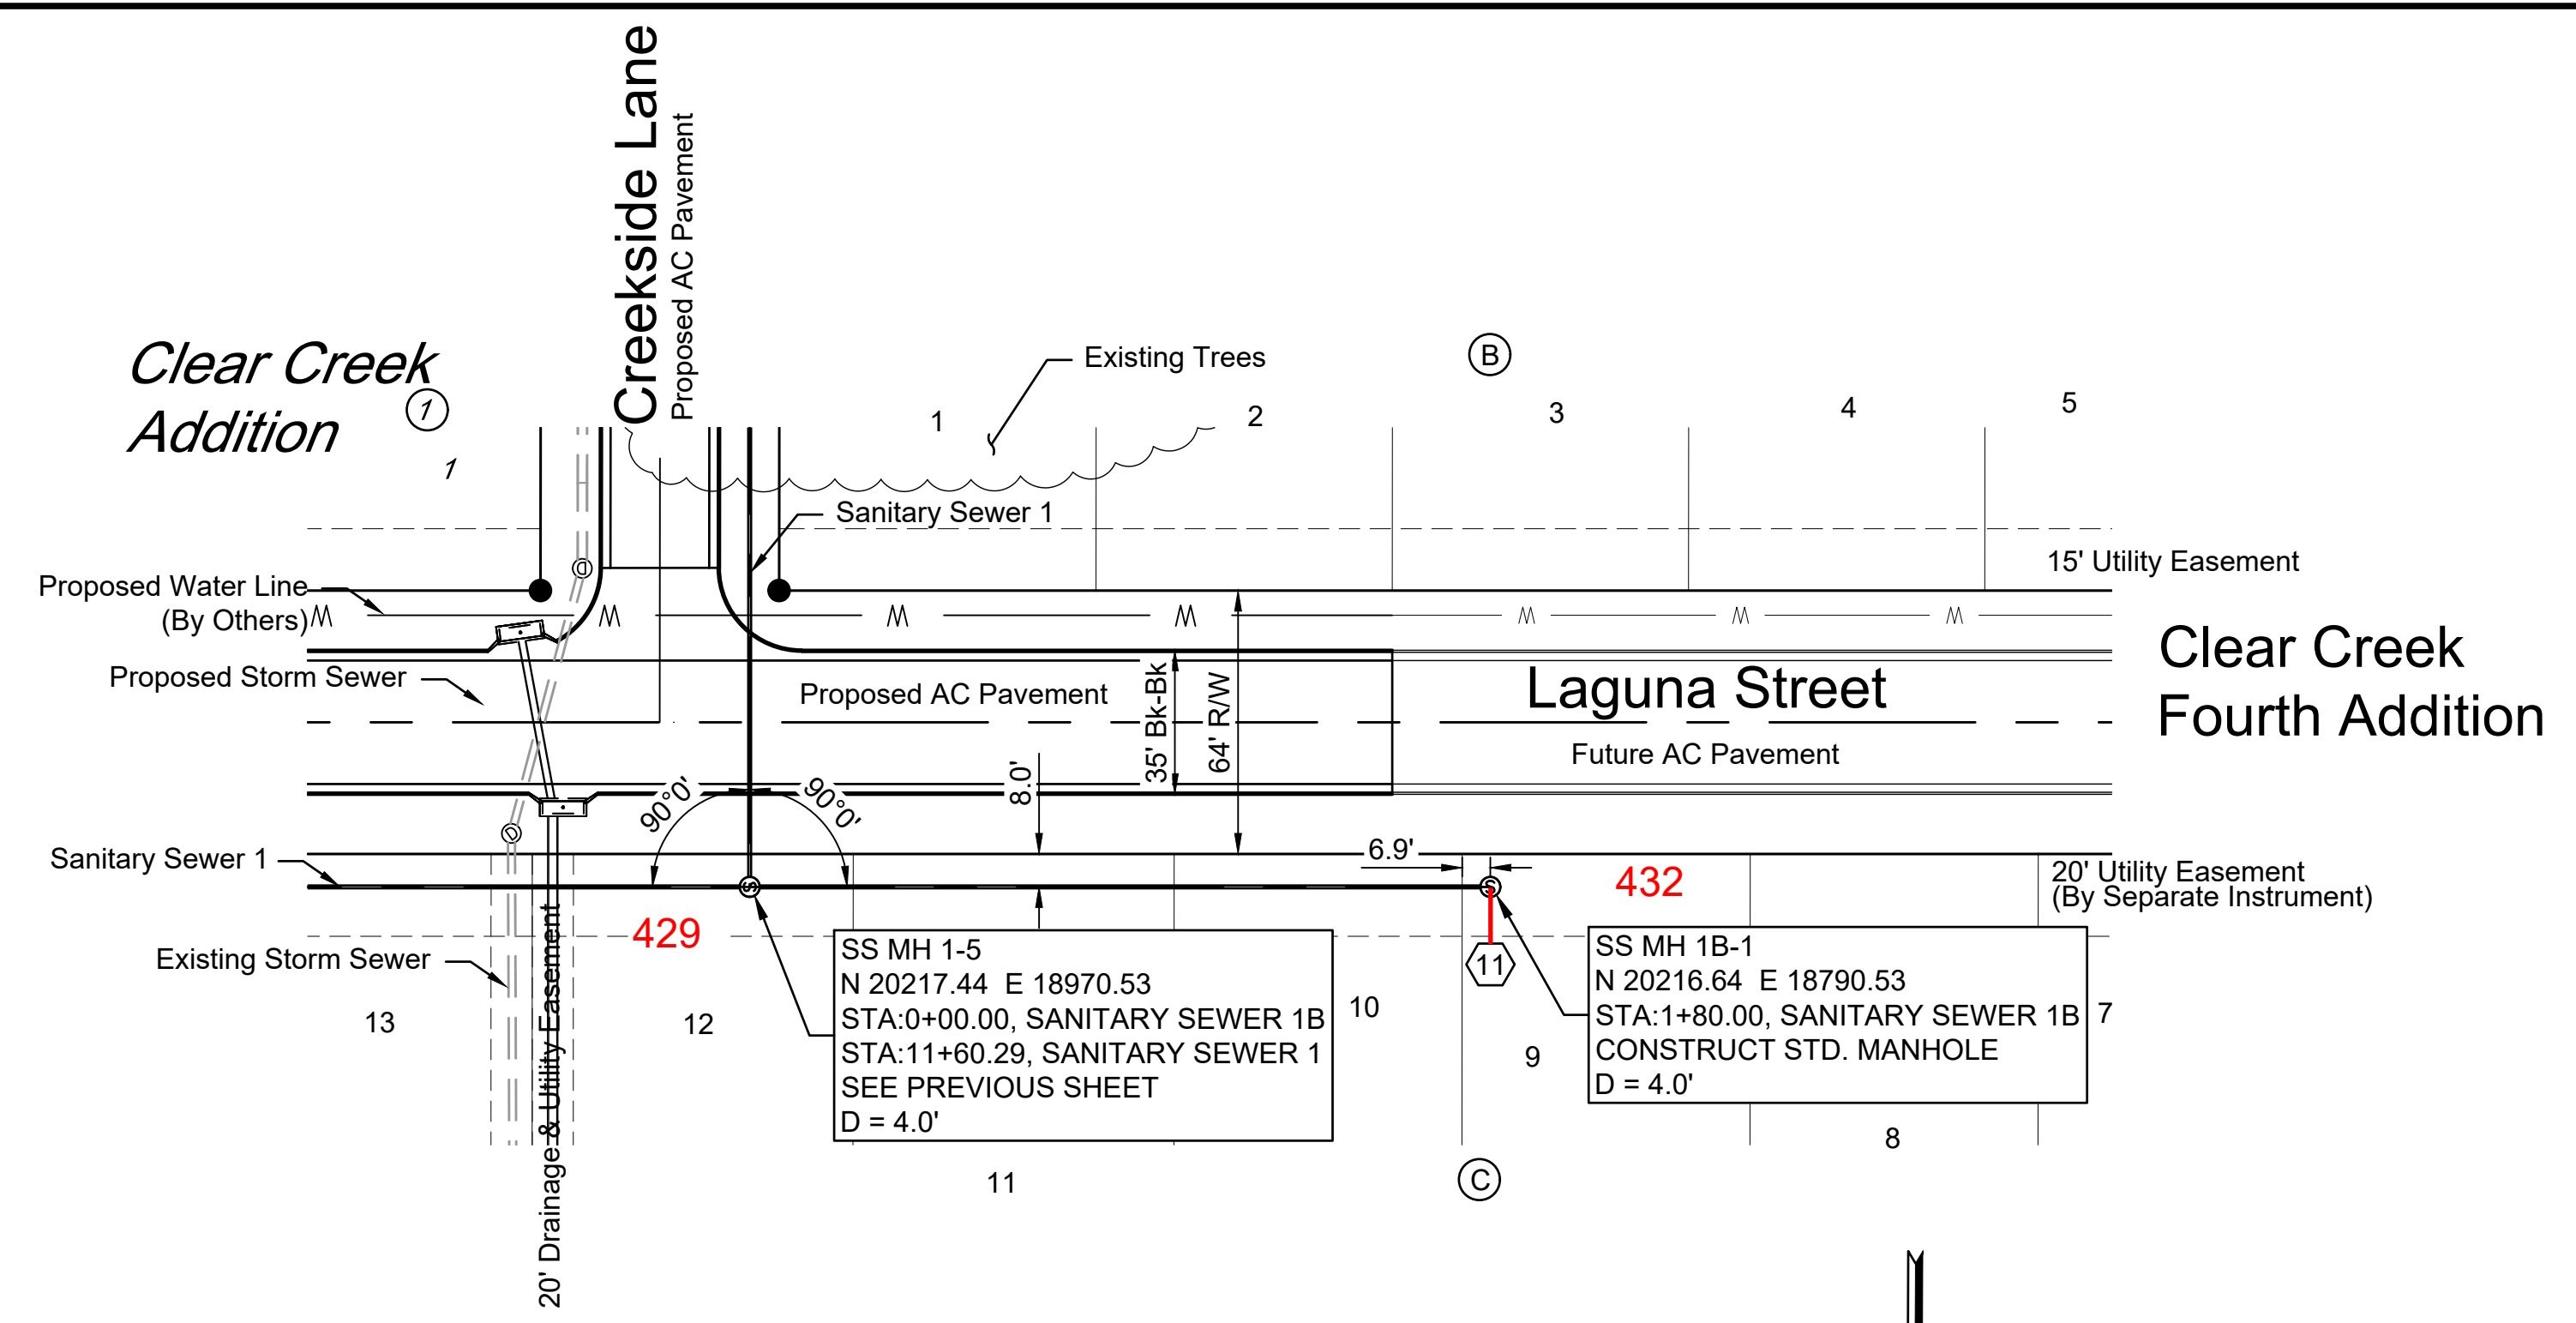 Creekside Lane
Proposed AC Pavement
Clear Creek
Addition
1
1
Existing Trees
B
1
2
3
4
5
Sanitary Sewer 1
15' Utility Easement
Proposed Water Line
(By Others)
W
W
W
W
W
W
W
D
Clear Creek
Fourth Addition
Proposed Storm Sewer
Proposed AC Pavement
35' Bk-Bk
64' R/W
Laguna Street
Future AC Pavement
90°0'
90°0'
8.0'
D
6.9'
Sanitary Sewer 1
S
S
432
20' Utility Easement
(By Separate Instrument)
429
Existing Storm Sewer
20' Drainage & Utility Easement
11
SS MH 1-5
N 20217.44 E 18970.53
STA:0+00.00, SANITARY SEWER 1B
STA:11+60.29, SANITARY SEWER 1
SEE PREVIOUS SHEET
D = 4.0'
SS MH 1B-1
N 20216.64 E 18790.53
STA:1+80.00, SANITARY SEWER 1B
CONSTRUCT STD. MANHOLE
D = 4.0'
13
12
10
9
7
8
11
C